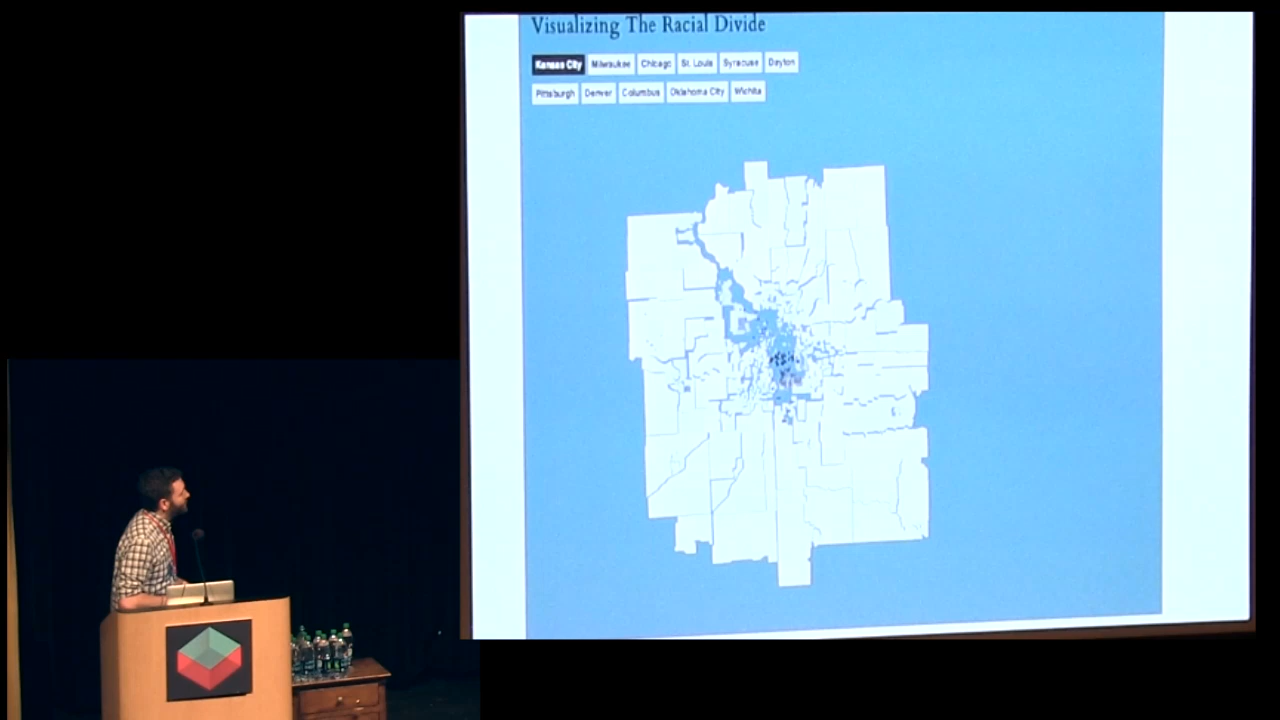 Visualizing The Racial Divide
Kansas City Milwaukee Chicago St. Louis Syracuse Dayton
Pittsburgh Denver Columbus Oklahoma City Wichita